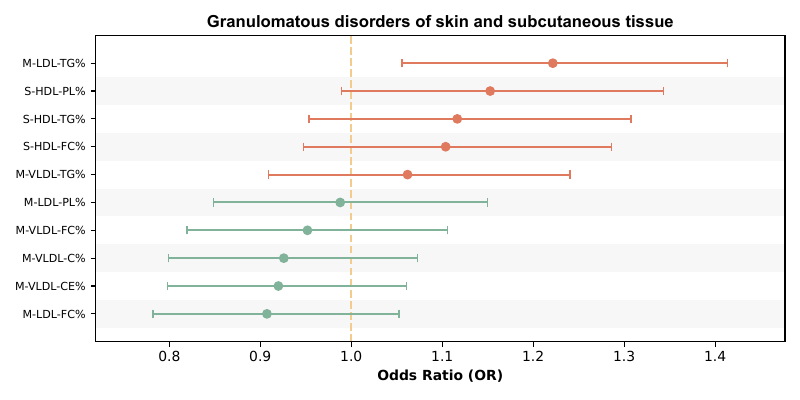 Granulomatous disorders of skin and subcutaneous tissue
M-LDL-TG%
S-HDL-PL%
S-HDL-TG%
S-HDL-FC%
M-VLDL-TG%
M-LDL-PL%
M-VLDL-FC%
M-VLDL-C%
M-VLDL-CE%
M-LDL-FC%
0.8 0.9 1.0 1.1 1.2 1.3 1.4
Odds Ratio (OR)